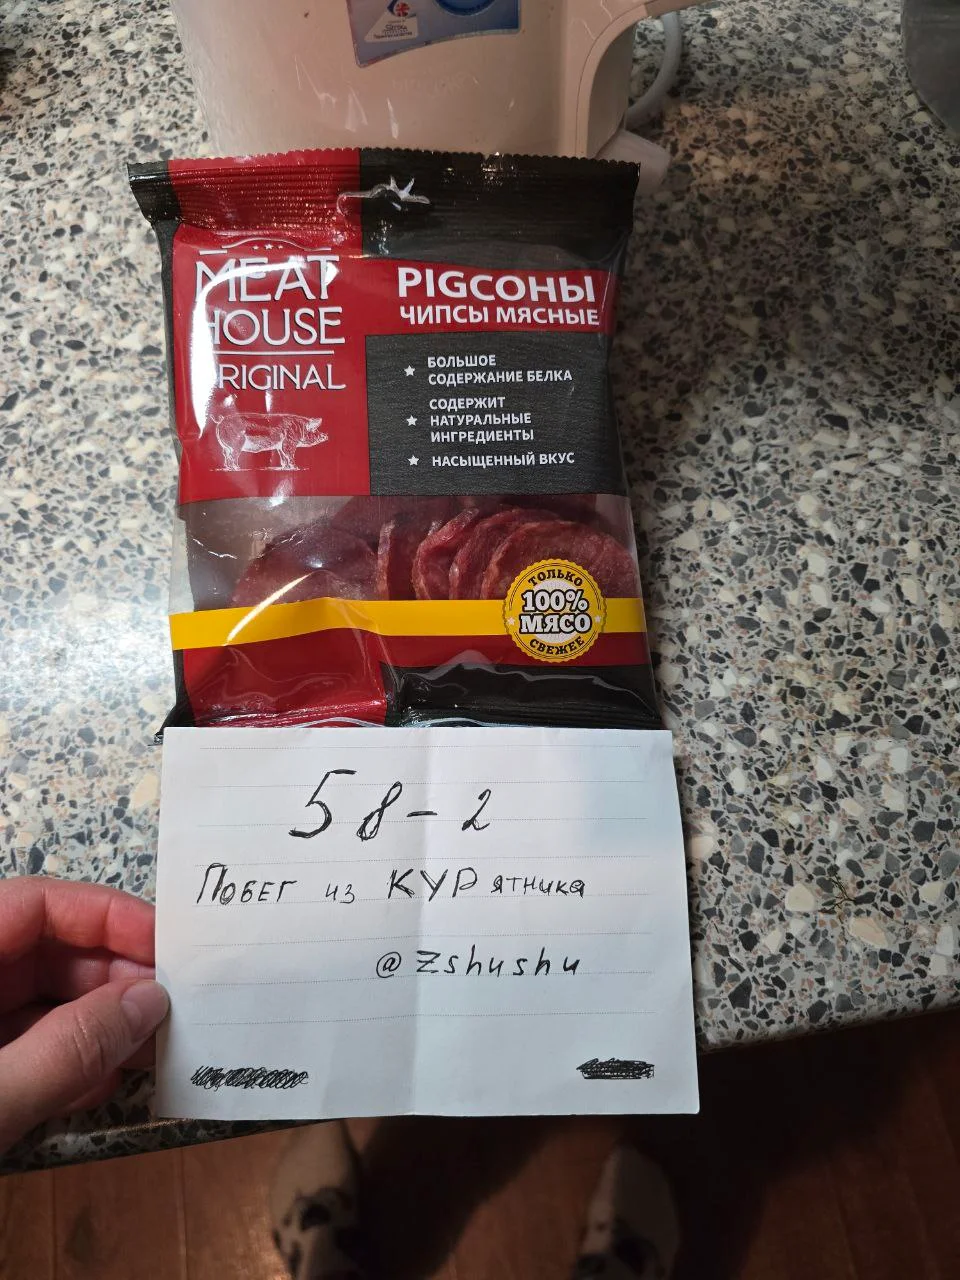 MEAT
HOUSE
ORIGINAL
PIGСОНЫ
ЧИПСЫ МЯСНЫЕ
БОЛЬШОЕ
СОДЕРЖАНИЕ БЕЛКА
СОДЕРЖИТ
НАТУРАЛЬНЫЕ
ИНГРЕДИЕНТЫ
НАСЫЩЕННЫЙ ВКУС
ТОЛЬКО
100%
МЯСО
СВЕЖЕЕ
58-2
Побег из КУРятника
@Zshushu